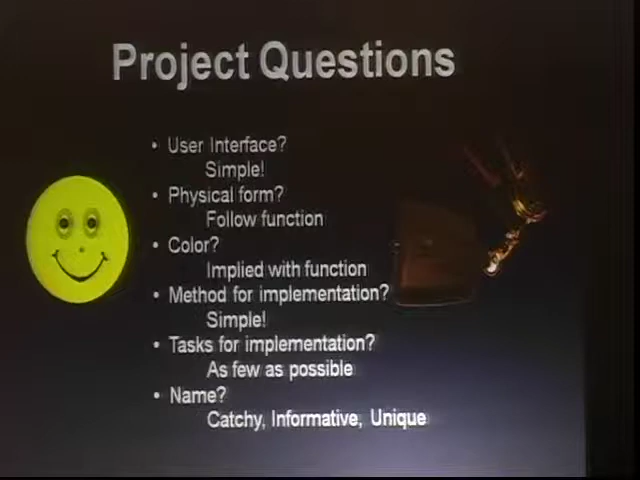 Project Questions
• User Interface?
Simple!
• Physical form?
Follow function
• Color?
Implied with function
• Method for implementation?
Simple!
• Tasks for implementation?
As few as possible
• Name?
Catchy, Informative, Unique